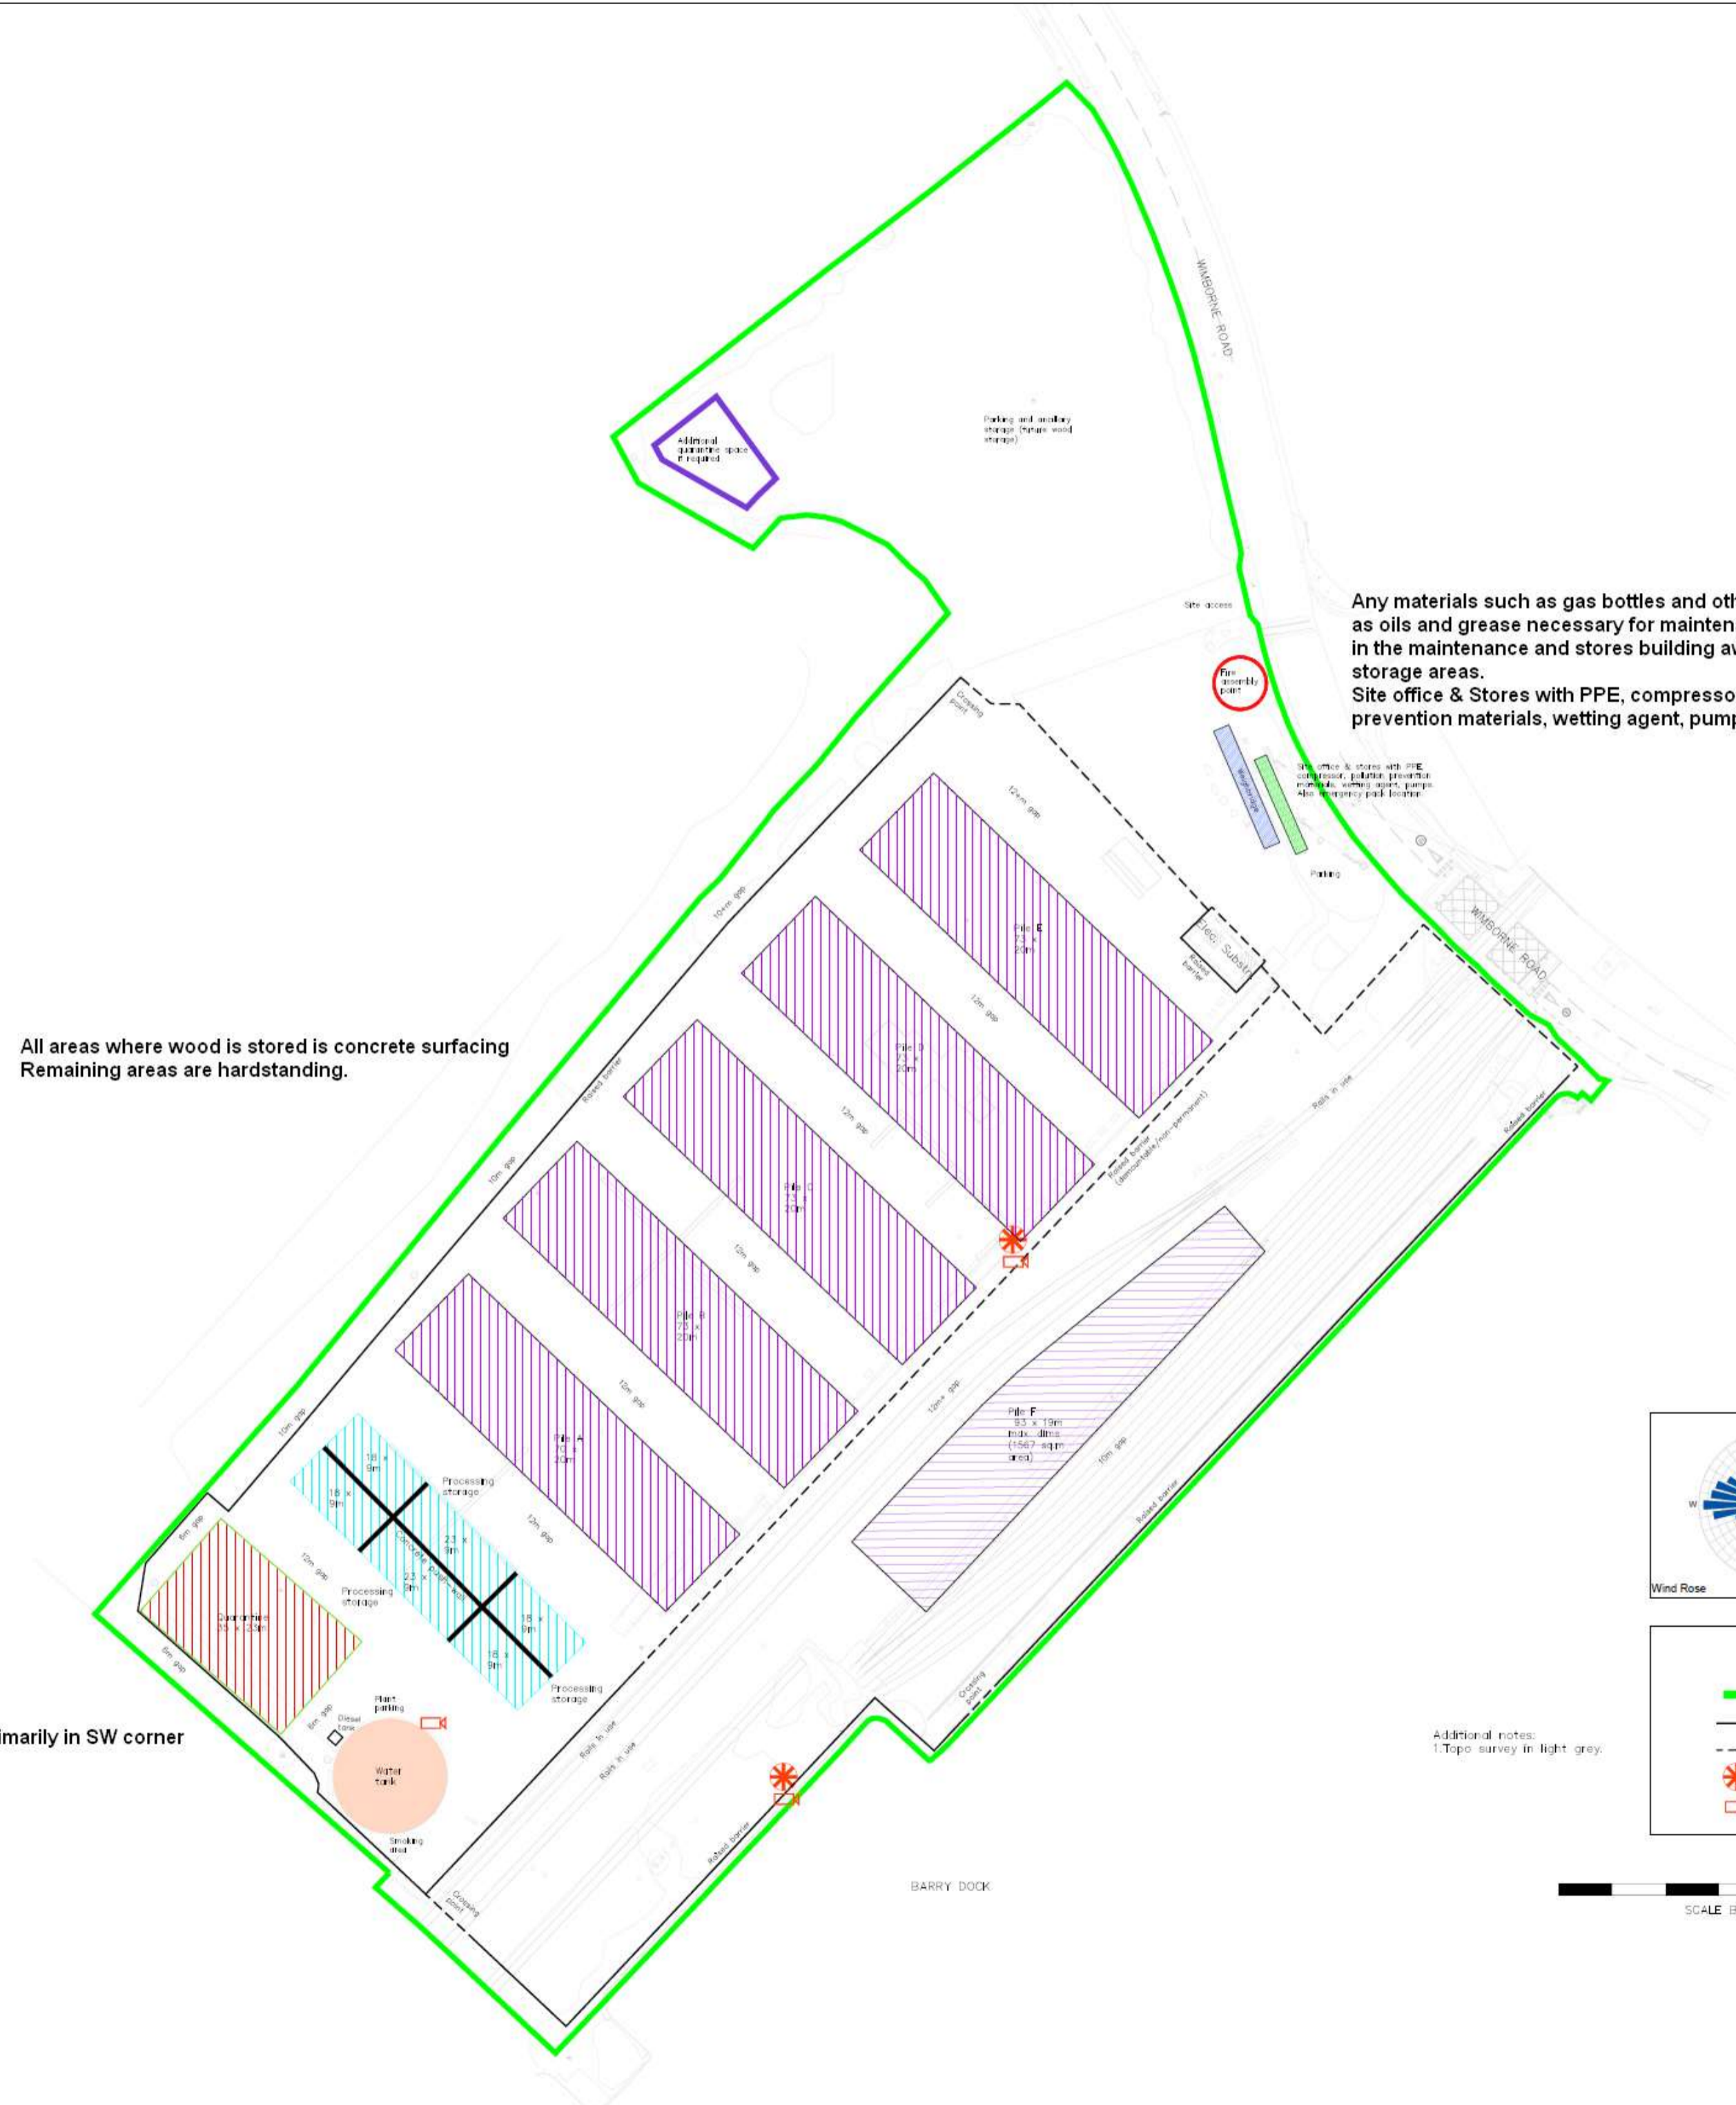 WIMBORNE ROAD
Additional
quarantine space
if required
Parking and ancillary
storage (future wood
storage)
Site access
Any materials such as gas bottles and oth
as oils and grease necessary for mainten
in the maintenance and stores building aw
storage areas.
Site office & Stores with PPE, compresso
prevention materials, wetting agent, pump
Fire
assembly
point
Crossing
point
Weighbridge
Site office & stores with PPE,
compressor, pollution prevention
materials, wetting agent, pumps.
Also emergency pack location
12+m gap
Parking
10+m gap
Pile E
73 x
20m
Elec. Substn
Raised
barrier
WIMBORNE ROAD
12m gap
All areas where wood is stored is concrete surfacing
Remaining areas are hardstanding.
Pile D
73 x
20m
Raised barrier
12m gap
Raised barrier
(demountable/non-permanent)
Rails in use
Raised barrier
10m gap
Pile C
73 x
20m
12m gap
Pile B
73 x
20m
12m gap
12m+ gap
Pile F
93 x 19m
max. dims
(1567 sq.m
area)
10m gap
10m gap
Pile A
70 x
20m
12m gap
Raised barrier
18 x
9m
18 x
9m
Processing
storage
23 x
9m
Concrete push-wall
23 x
9m
18 x
9m
18 x
9m
6m gap
12m gap
Processing
storage
Quarantine
35 x 23m
6m gap
6m gap
Processing
storage
Plant
parking
Diesel
tank
Water
tank
Smoking
area
Crossing
point
Rails in use
Rails in use
Crossing
point
Raised barrier
imarily in SW corner
BARRY DOCK
W
Wind Rose
Additional notes:
1.Topo survey in light grey.
SCALE B